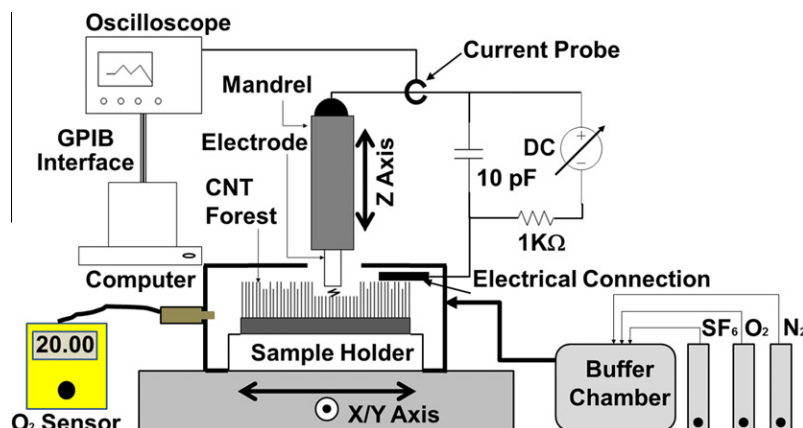 Oscilloscope
Current Probe
Mandrel
Electrode
GPIB
Interface
CNT
Forest
Z Axis
10 pF
DC
1KΩ
Computer
Electrical Connection
20.00
Sample Holder
SF₆ O₂ N₂
Buffer
Chamber
X/Y Axis
O₂ Sensor